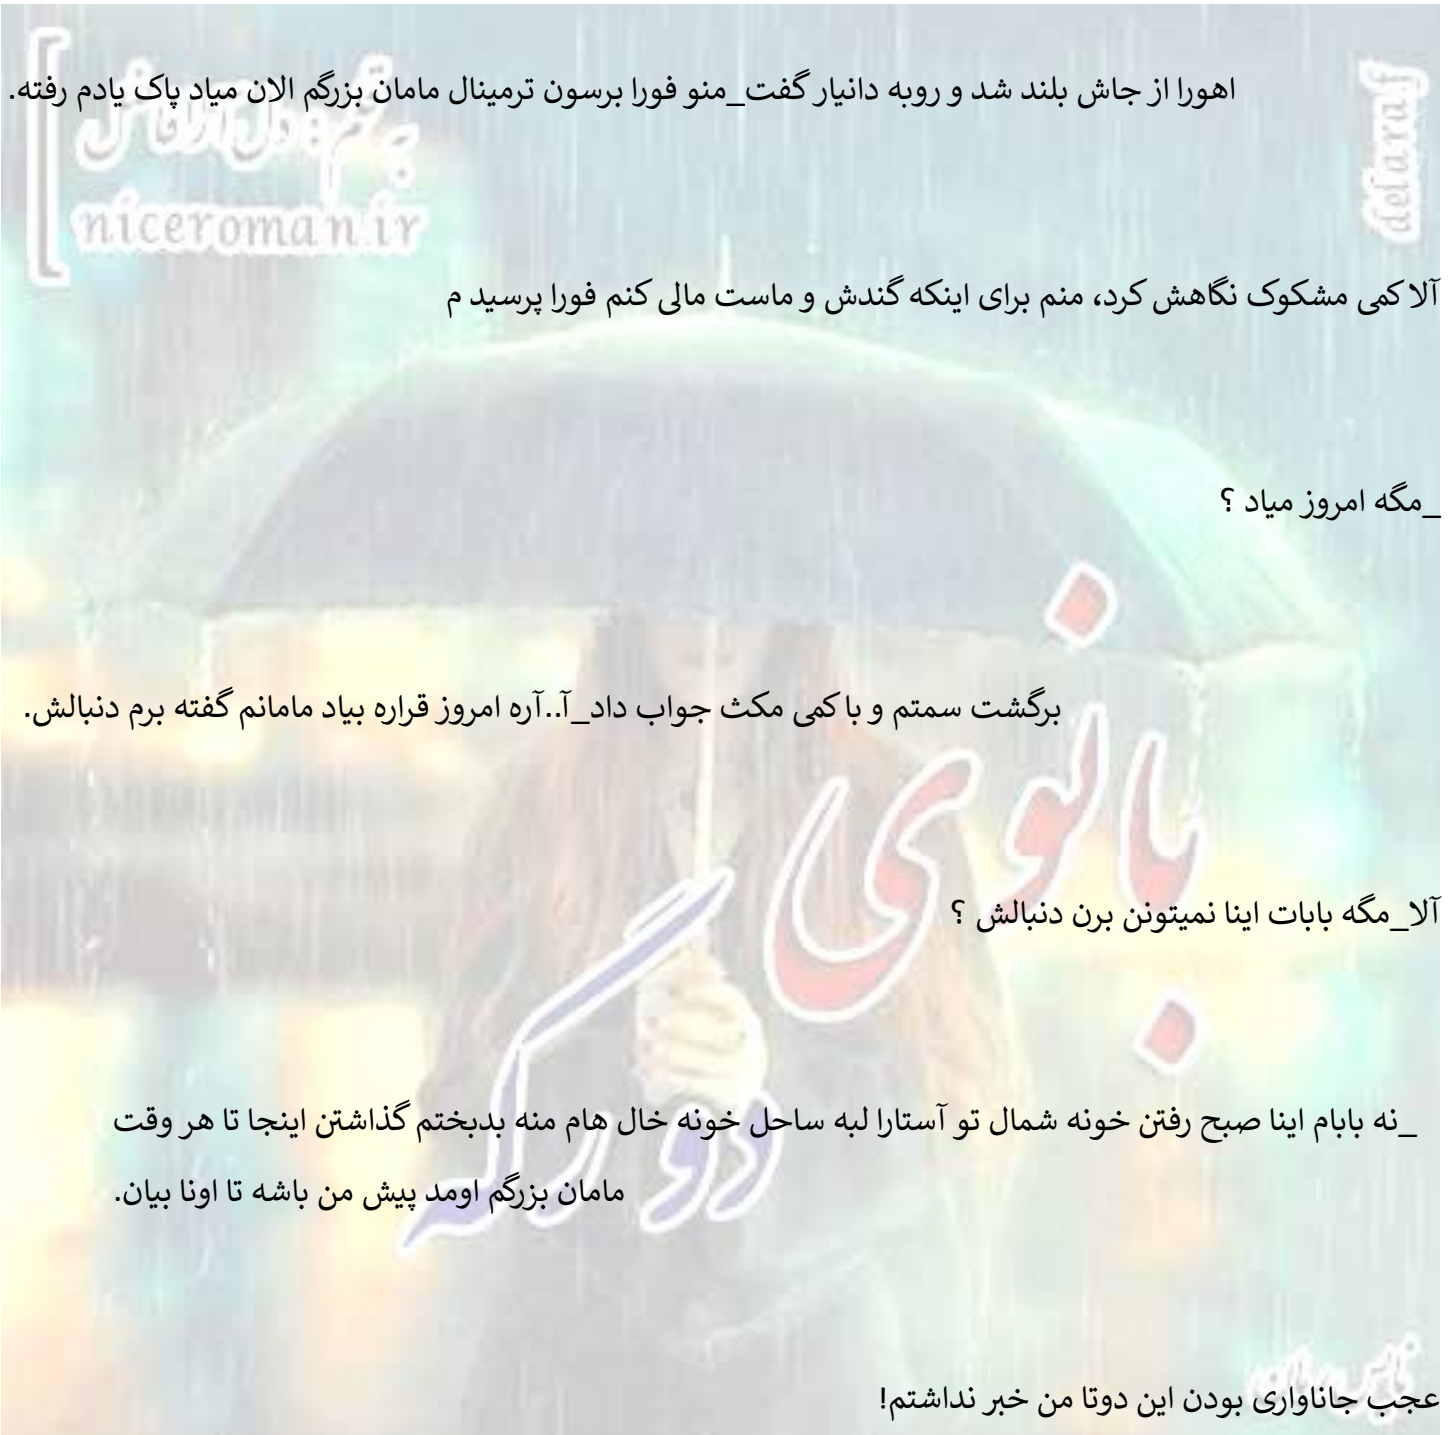 اهورا از جاش بلند شد و روبه دانیار گفت_منو فورا برسون ترمینال مامان بزرگم الان میاد پاک یادم رفته.
niceroman.ir
delaraf
آلا کمی مشکوک نگاهش کرد، منم برای اینکه گندش و ماست مالی کنم فورا پرسید م
_مگه امروز میاد ؟
برگشت سمتم و با کمی مکث جواب داد_آ..آره امروز قراره بیاد مامانم گفته برم دنبالش.
بانوی
آلا_مگه بابات اینا نمیتونن برن دنبالش ؟
دو رگه
_نه بابام اینا صبح رفتن خونه شمال تو آستارا لبه ساحل خونه خال هام منه بدبختم گذاشتن اینجا تا هر وقت
مامان بزرگم اومد پیش من باشه تا اونا بیان.
عجب جاناواری بودن این دوتا من خبر نداشتم!